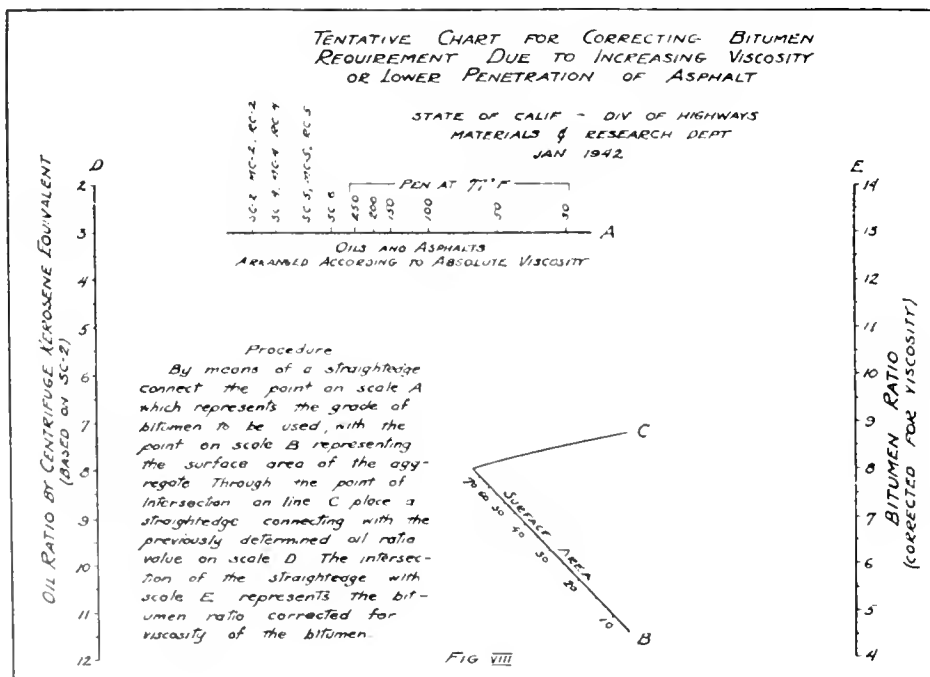 TENTATIVE CHART FOR CORRECTING BITUMEN
REQUIREMENT DUE TO INCREASING VISCOSITY
OR LOWER PENETRATION OF ASPHALT
STATE OF CALIF - DIV OF HIGHWAYS
MATERIALS & RESEARCH DEPT
JAN 1942
D
2
3
4
5
6
7
8
9
10
11
12
OIL RATIO BY CENTRIFUGE KEROSENE EQUIVALENT
(BASED ON SC-2)
SC-2 MC-2, RC-2
SC 4, MC-4 RC 4
SC 5, MC-5, RC 5
SC 6
PEN AT 77°F
250
200
150
100
50
30
A
OILS AND ASPHALTS
ARRANGED ACCORDING TO ABSOLUTE VISCOSITY
Procedure
By means of a straightedge
connect the point on scale A
which represents the grade of
bitumen to be used, with the
point on scale B representing
the surface area of the agg-
regate Through the point of
intersection on line C place a
straightedge connecting with the
previously determined oil ratio
value on scale D The intersec-
tion of the straightedge with
scale E represents the bit-
umen ratio corrected for
viscosity of the bitumen
C
70 60 50 40 30 20 10
SURFACE AREA
B
E
14
13
12
11
10
9
8
7
6
5
4
BITUMEN RATIO
(CORRECTED FOR VISCOSITY)
FIG VIII